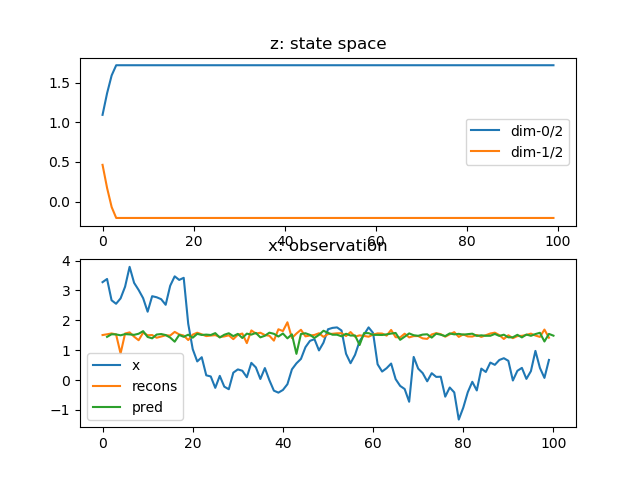 z: state space
1.5
1.0
0.5
0.0
dim-0/2
dim-1/2
0 20 40 60 80 100
x: observation
4
3
2
1
0
−1
x
recons
pred
0 20 40 60 80 100